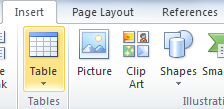 Insert Page Layout References
Table Picture Clip Art Shapes
Tables